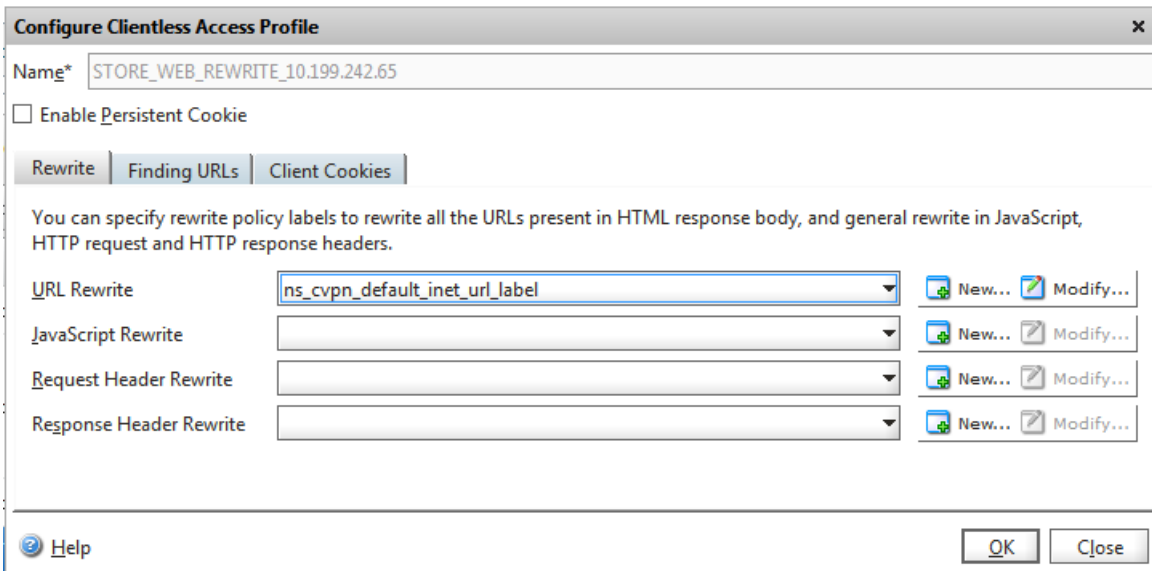 Configure Clientless Access Profile
Name* STORE_WEB_REWRITE_10.199.242.65
Enable Persistent Cookie
Rewrite Finding URLs Client Cookies
You can specify rewrite policy labels to rewrite all the URLs present in HTML response body, and general rewrite in JavaScript,
HTTP request and HTTP response headers.
URL Rewrite ns_cvpn_default_inet_url_label New... Modify...
JavaScript Rewrite New... Modify...
Request Header Rewrite New... Modify...
Response Header Rewrite New... Modify...
Help OK Close